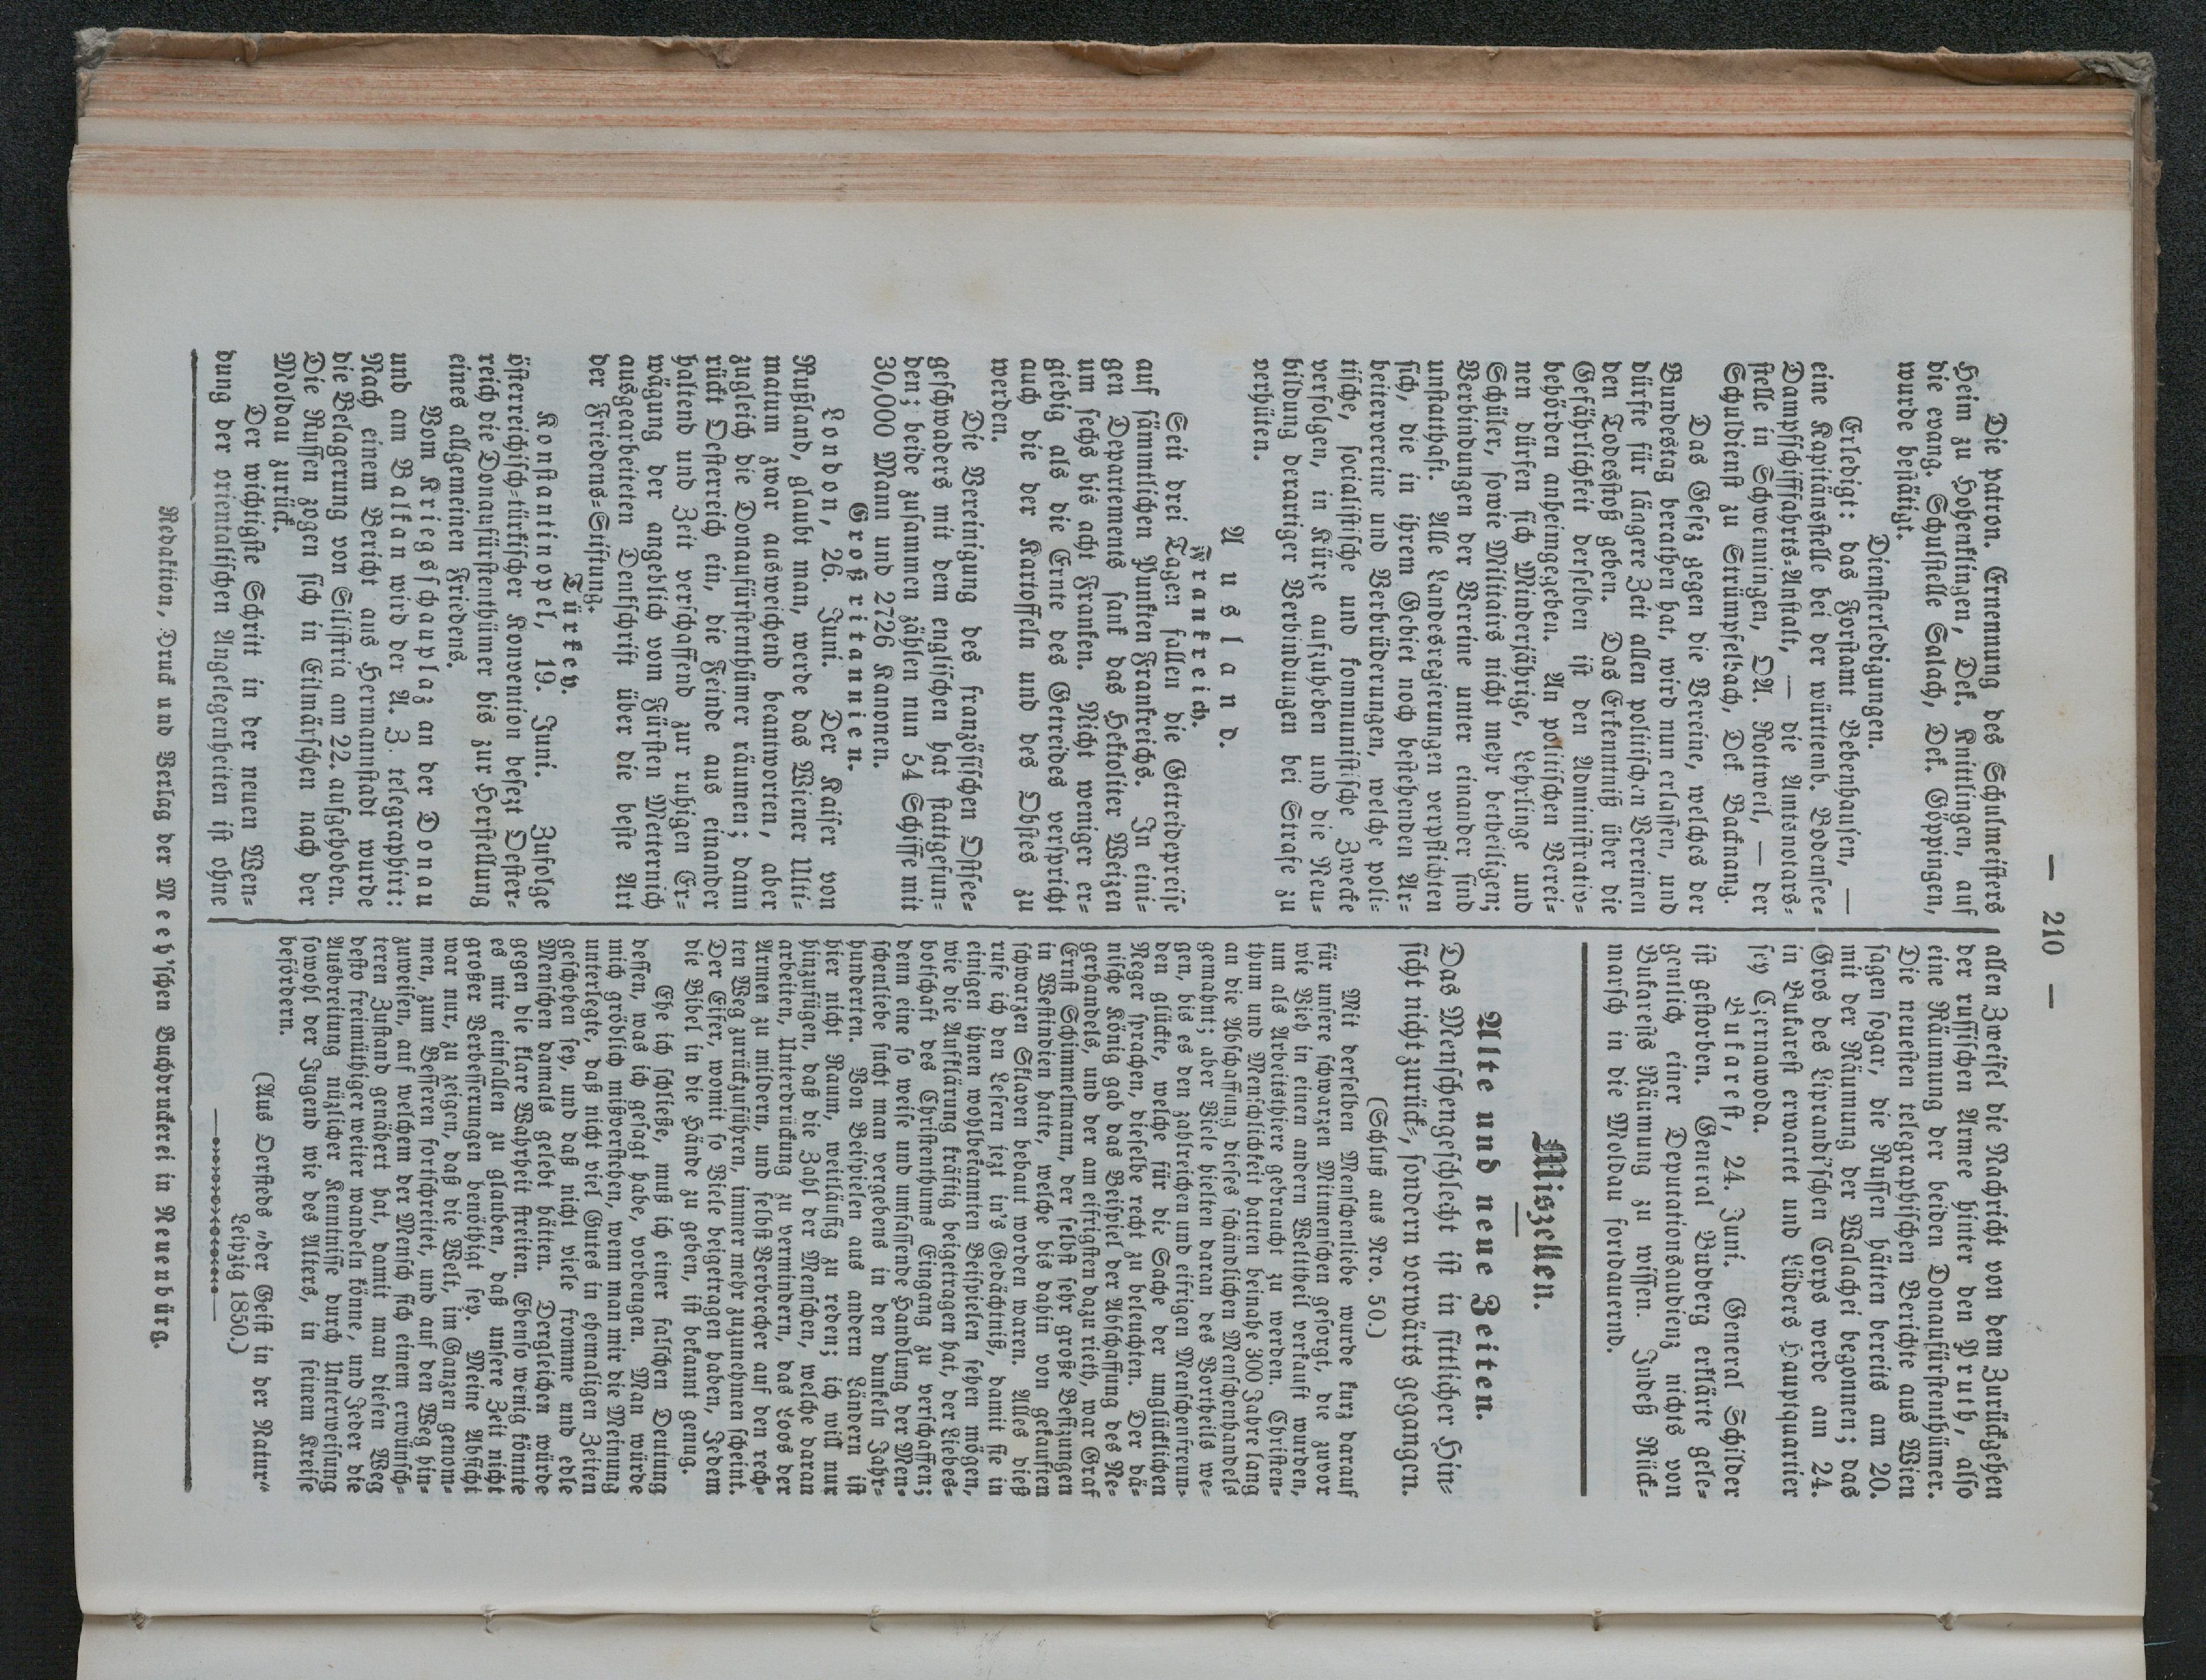 — 210 —
Die patron. Ernennung des Schulmeisters
Heim zu Hohenklingen, Dek. Knittlingen, auf
die evang. Schulstelle Salach, Dek. Göppingen,
wurde bestätigt.
Diensterledigungen.
Erledigt: das Forstamt Bebenhausen, —
eine Kapitänsstelle bei der württemb. Bodensee-
Dampfschifffahrts-Anstalt, — die Amtsnotars-
stelle in Schwenningen, OA. Rottweil, — der
Schuldienst zu Strümpfelbach, Dek Backnang.
Das Gesez gegen die Vereine, welches der
Bundestag berathen hat, wird nun erlassen, und
dürfte für längere Zeit allen politischen Vereinen
den Todesstoß geben. Das Erkenntniß über die
Gefährlichkeit derselben ist den Administrativ-
behörden anheimgegeben. An politischen Verei-
nen dürfen sich Minderjährige, Lehrlinge und
Schüler, sowie Militairs nicht mehr betheiligen;
Verbindungen der Vereine unter einander sind
unstatthaft. Alle Landesregierungen verpflichten
sich, die in ihrem Gebiet noch bestehenden Ar-
beitervereine und Verbrüderungen, welche poli-
tische, socialistische und kommunistische Zwecke
verfolgen, in Kürze aufzuheben und die Neu-
bildung derartiger Verbindungen bei Strafe zu
verhüten.
Ausland.
Frankreich.
Seit drei Tagen fallen die Getreidepreise
auf sämmtlichen Punkten Frankreichs. In eini-
gen Departements sank das Hektoliter Weizen
um sechs bis acht Franken. Nicht weniger er-
giebig als die Ernte des Getreides verspricht
auch die der Kartoffeln und des Obstes zu
werden.
Die Vereinigung des französischen Ostsee-
geschwaders mit dem englischen hat stattgefun-
den; beide zusammen zählen nun 54 Schiffe mit
30,000 Mann und 2726 Kanonen.
Großritannien.
London, 26. Juni. Der Kaiser von
Rußland, glaubt man, werde das Wiener Ulti-
matum zwar ausweichend beantworten, aber
zugleich die Donaufürstenthümer räumen; dann
rückt Oesterreich ein, die Feinde aus einander
haltend und Zeit verschaffend zur ruhigen Er-
wägung der angeblich vom Fürsten Metternich
ausgearbeiteten Denkschrift über die beste Art
der Friedens-Stiftung.
Türkey.
Konstantinopel, 19. Juni. Zufolge
österreichisch-türkischer Konvention besezt Oester-
reich die Donaufürstenthümer bis zur Herstellung
eines allgemeinen Friedens.
Vom Kriegsschauplaz an der Donau
und am Balkan wird der A. Z. telegraphirt:
Nach einem Bericht aus Hermannstadt wurde
die Belagerung von Silistria am 22. aufgehoben.
Die Russen zogen sich in Eilmärschen nach der
Moldau zurück.
Der wichtigste Schritt in der neuen Wen-
dung der orientalischen Angelegenheiten ist ohne
allen Zweifel die Nachricht von dem Zurückgehen
der russischen Armee hinter den Pruth, also
eine Räumung der beiden Donaufürstenthümer.
Die neuesten telegraphischen Berichte aus Wien
sagen sogar, die Russen hätten bereits am 20.
mit der Räumung der Walachei begonnen; das
Gros des Liprandi'schen Corps werde am 24.
in Bukarest erwartet und Lüders Hauptquartier
sey Czernawoda.
Bukarest, 24. Juni. General Schilder
ist gestorben. General Budberg erklärte gele-
gentlich einer Deputationsaudienz nichts von
Bukarests Räumung zu wissen. Indeß Rück-
marsch in die Moldau fortdauernd.
Miszellen.
Alte und neue Zeiten.
Das Menschengeschlecht ist in sittlicher Hin-
sicht nicht zurück-, sondern vorwärts gegangen.
(Schluß aus Nro. 50.)
Mit derselben Menschenliebe wurde kurz darauf
für unsere schwarzen Mitmenschen gesorgt, die zuvor
wie Vieh in einen andern Welttheil verkauft wurden,
um als Arbeitsthiere gebraucht zu werden. Christen-
thum und Menschlichkeit hatten beinahe 300 Jahre lang
an die Abschaffung dieses schändlichen Menschenhandels
gemahnt; aber Viele hielten daran des Vortheils we-
gen, bis es den zahlreichen und eifrigen Menschenfreun-
den glückte, welche für die Sache der unglücklichen
Neger sprachen, dieselbe recht zu beleuchten. Der dä-
nische König gab das Beispiel der Abschaffung des Ne-
gerhandels, und der am eifrigsten dazu rieth, war Graf
Ernst Schimmelmann, der selbst sehr große Besizungen
in Westindien hatte, welche bis dahin von gekauften
schwarzen Sklaven bebaut worden waren. Alles dieß
rufe ich den Lesern jezt in's Gedächtniß, damit sie in
einigen ihnen wohlbekannten Beispielen sehen mögen,
wie die Aufklärung kräftig beigetragen hat, der Liebes-
botschaft des Christenthums Eingang zu verschaffen;
denn eine so weise und umfassende Handlung der Men-
schenliebe sucht man vergebens in den dunkeln Jahr-
hunderten. Von Beispielen aus andern Ländern ist
hier nicht Raum, weitläufig zu reden; ich will nur
hinzufügen, daß die Zahl der Menschen, welche daran
arbeiten, Unterdrückung zu vermindern, das Loos der
Armen zu mildern und selbst Verbrecher auf den rech-
ten Weg zurückzuführen, immer mehr zuzunehmen scheint.
Der Eifer, womit so Viele beigetragen haben, Jedem
die Bibel in die Hände zu geben, ist bekannt genug.
Ehe ich schließe, muß ich einer falschen Deutung
dessen, was ich gesagt habe, vorbeugen. Man würde
mich gröblich mißverstehen, wenn man mir die Meinung
unterlegte, daß nicht viel Gutes in ehemaligen Zeiten
geschehen sey, und daß nicht viele fromme und edle
Menschen damals gelebt hätten. Dergleichen würde
gegen die klare Wahrheit streiten. Ebenso wenig könnte
es mir einfallen zu glauben, daß unsere Zeit nicht
großer Verbesserungen benöthigt sey. Meine Absicht
war nur, zu zeigen, daß die Welt, im Ganzen genom-
men, zum Besseren fortschreitet, und auf den Weg hin-
zuweisen, auf welchem der Mensch sich einem erwünsch-
teren Zustand genähert hat, damit man diesen Weg
desto freimüthiger weiter wandeln könne, und Jeder die
Ausbreitung nüzlicher Kenntnisse durch Unterweisung
sowohl der Jugend wie des Alters, in seinem Kreise
befördern.
(Aus Oersteds „der Geist in der Natur“
Leipzig 1850.)
Redaktion, Druck und Verlag der Meeh'schen Buchdruckerei in Neuenbürg.